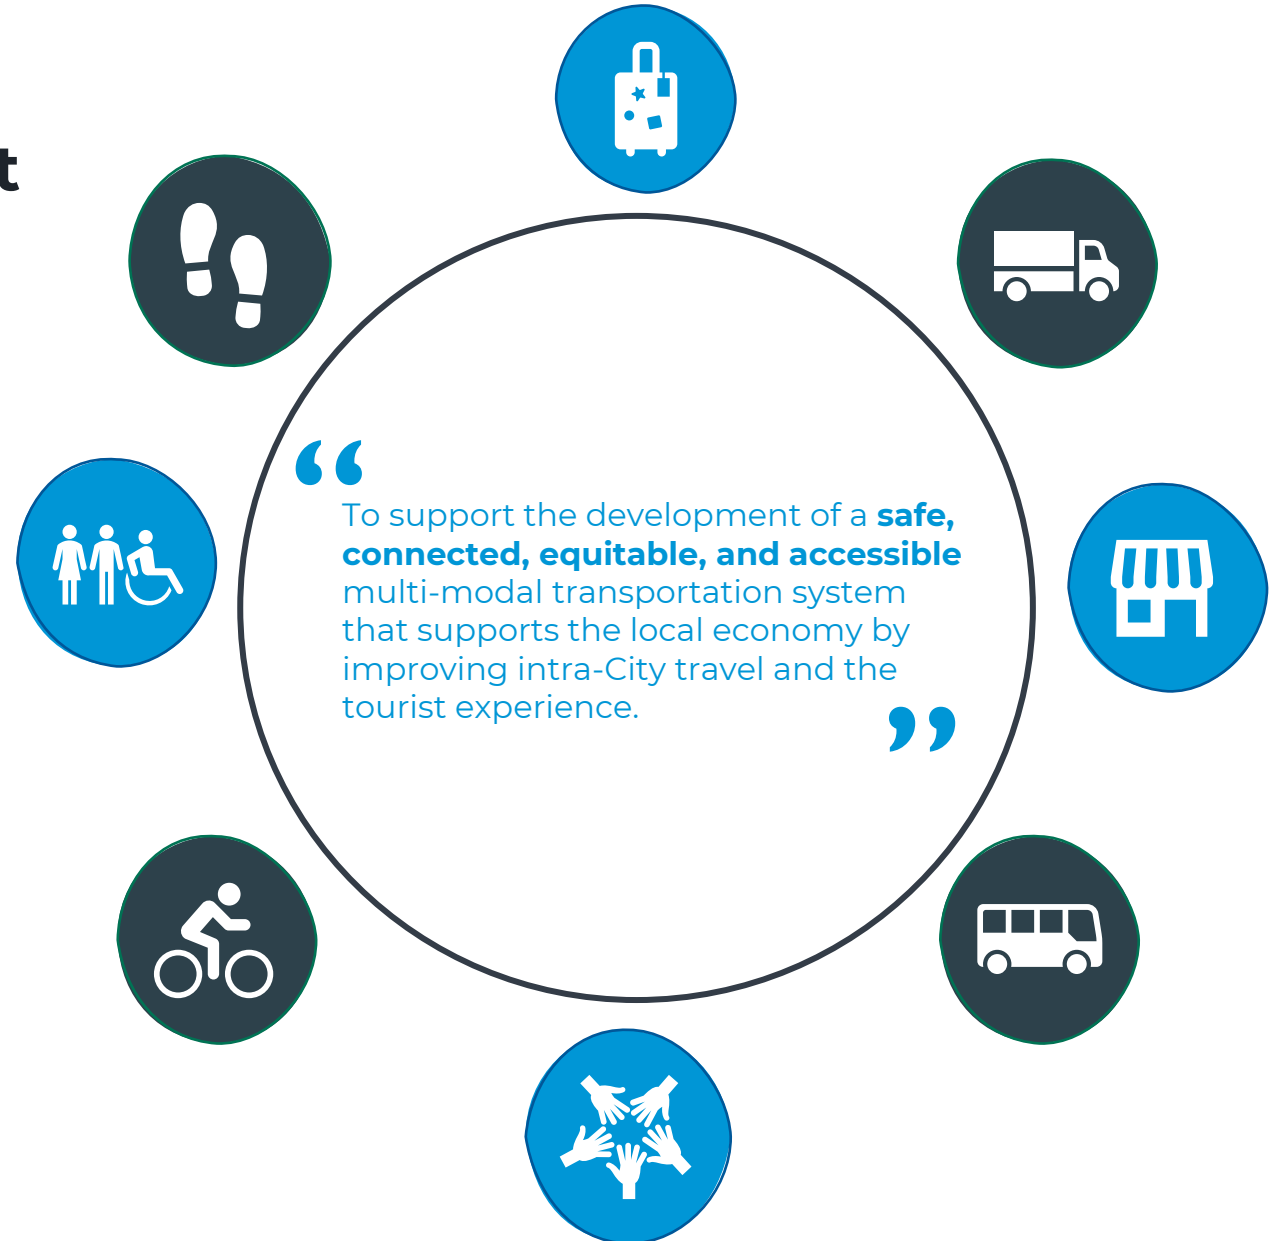 t
“
To support the development of a safe,
connected, equitable, and accessible
multi-modal transportation system
that supports the local economy by
improving intra-City travel and the
tourist experience.
”